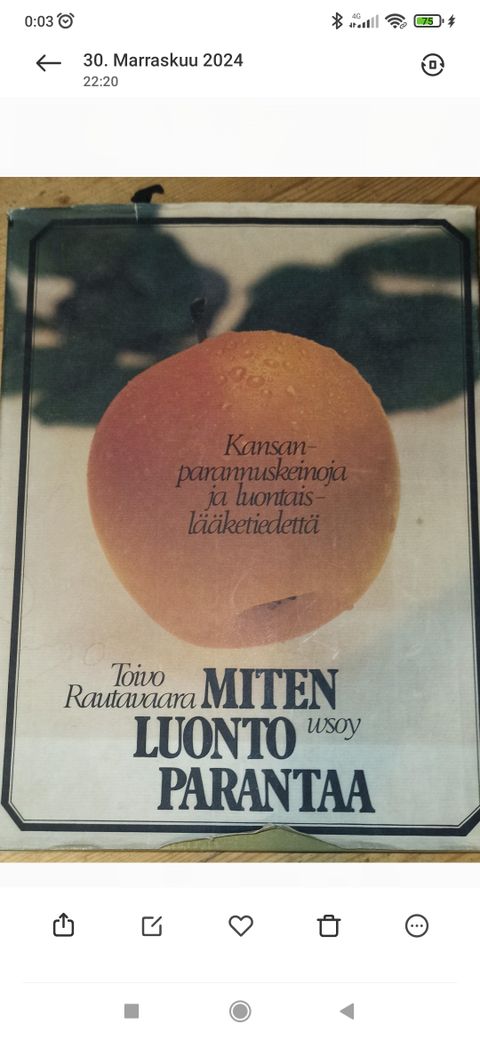 0:03
4G
75
30. Marraskuu 2024
22:20
Kansan-
parannuskeinoja
ja luontais-
lääketiedettä
Toivo
Rautavaara MITEN
LUONTO wsoy
PARANTAA